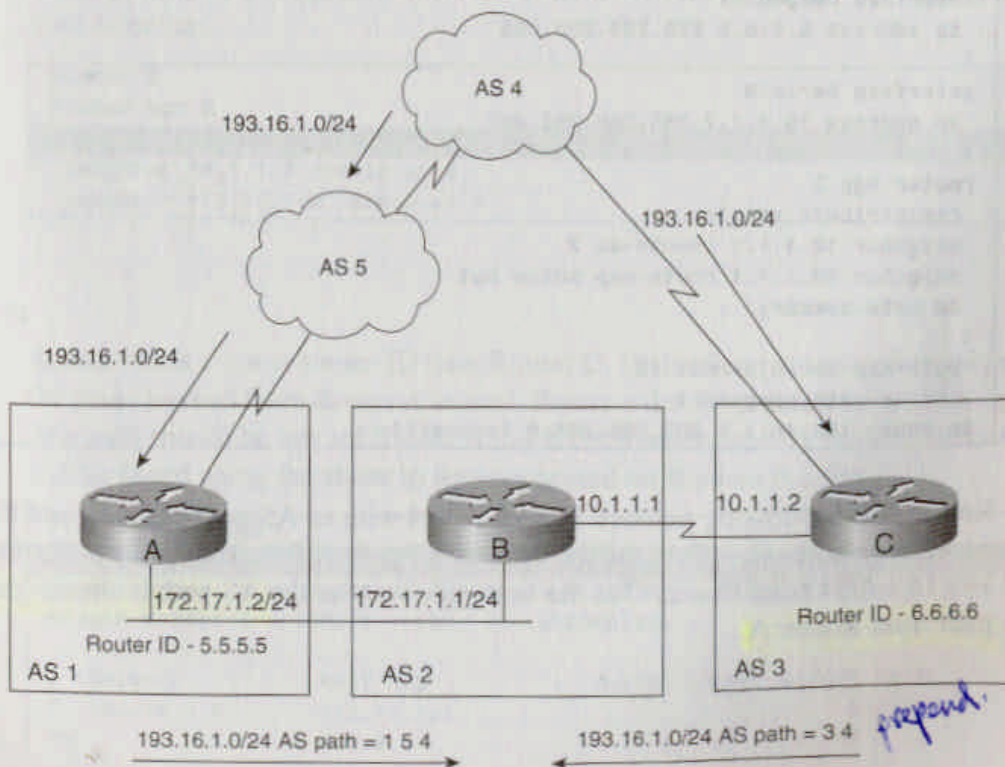 AS 4
193.16.1.0/24
193.16.1.0/24
AS 5
193.16.1.0/24
10.1.1.1
10.1.1.2
A
B
C
172.17.1.2/24
172.17.1.1/24
Router ID - 5.5.5.5
Router ID - 6.6.6.6
AS 1
AS 2
AS 3
prepend.
193.16.1.0/24 AS path = 1 5 4
193.16.1.0/24 AS path = 3 4